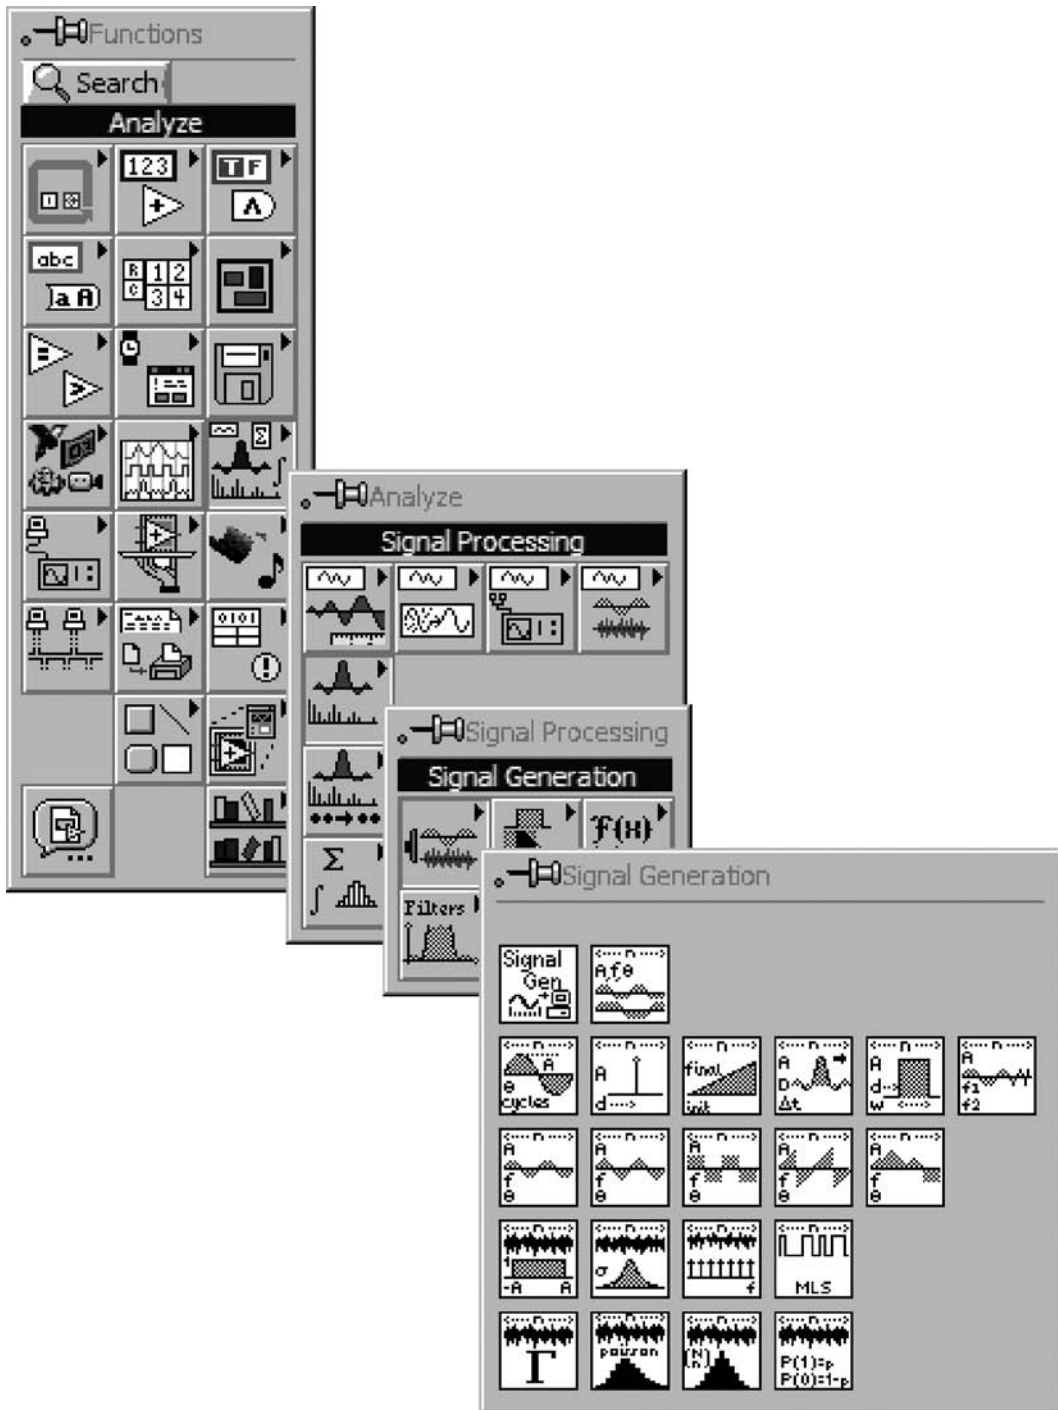 Functions
Search
Analyze
123
T F
abc
a A
R 1 2
C 3 4
Analyze
Signal Processing
0101
Signal Processing
Signal Generation
F(x)
Filters
Signal Generation
Signal Gen
n
A f θ
n
A
θ
cycles
n
A
d
n
final
init
n
A
D
Δt
n
A
d
w
n
A
f1
f2
n
A
f
θ
n
A
f
θ
n
A
f
θ
n
A
f
θ
n
A
f
θ
n
1
-A A
n
σ
n
f
n
MLS
n
Γ
n
poisson
n
(N n)
n
P(1)=p
P(0)=1-p